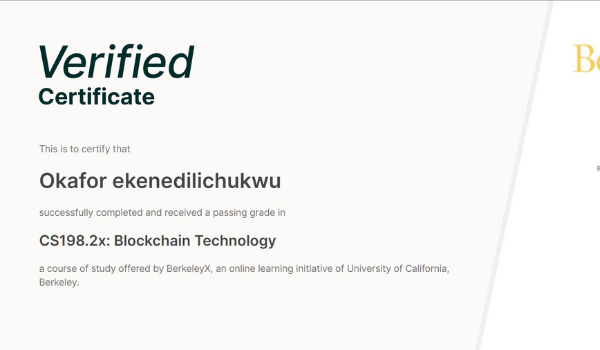 Verified
Certificate
This is to certify that
Okafor ekenedilichukwu
successfully completed and received a passing grade in
CS198.2x: Blockchain Technology
a course of study offered by BerkeleyX, an online learning initiative of University of California,
Berkeley.